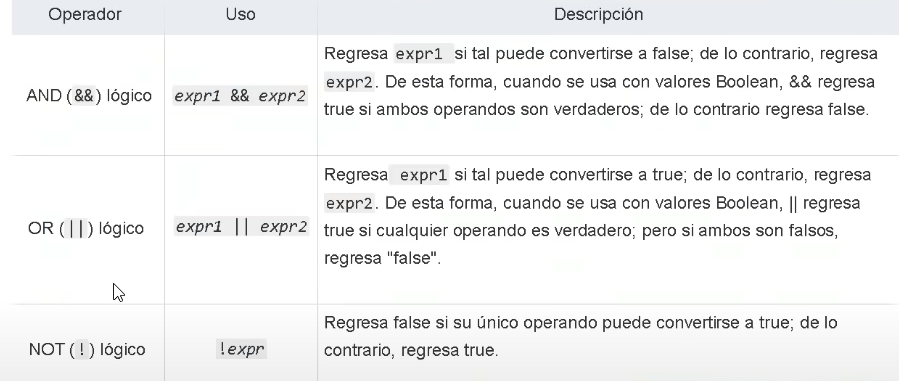 Operador Uso Descripción
Regresa expr1 si tal puede convertirse a false; de lo contrario, regresa
AND (&&) lógico expr1 && expr2 expr2. De esta forma, cuando se usa con valores Boolean, && regresa
true si ambos operandos son verdaderos; de lo contrario regresa false.
Regresa expr1 si tal puede convertirse a true; de lo contrario, regresa
expr2. De esta forma, cuando se usa con valores Boolean, || regresa
OR (||) lógico expr1 || expr2 true si cualquier operando es verdadero; pero si ambos son falsos,
regresa "false".
Regresa false si su único operando puede convertirse a true; de lo
NOT (!) lógico !expr contrario, regresa true.